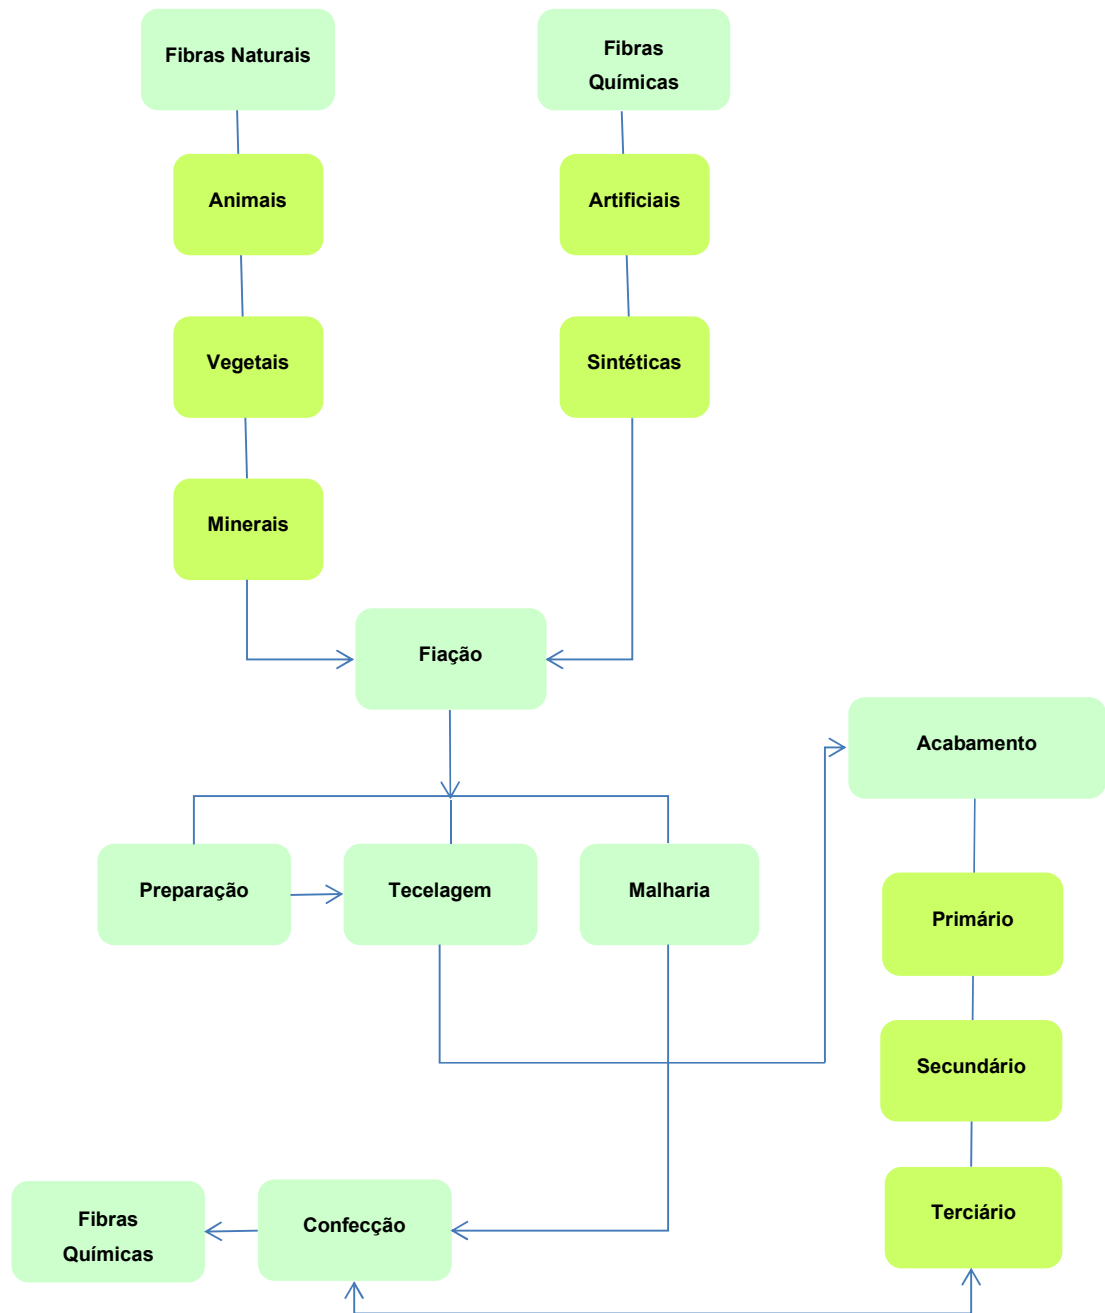 Fibras Naturais
Fibras
Químicas
Animais
Artificiais
Vegetais
Sintéticas
Minerais
Fiação
Acabamento
Preparação
Tecelagem
Malharia
Primário
Secundário
Terciário
Fibras
Químicas
Confecção